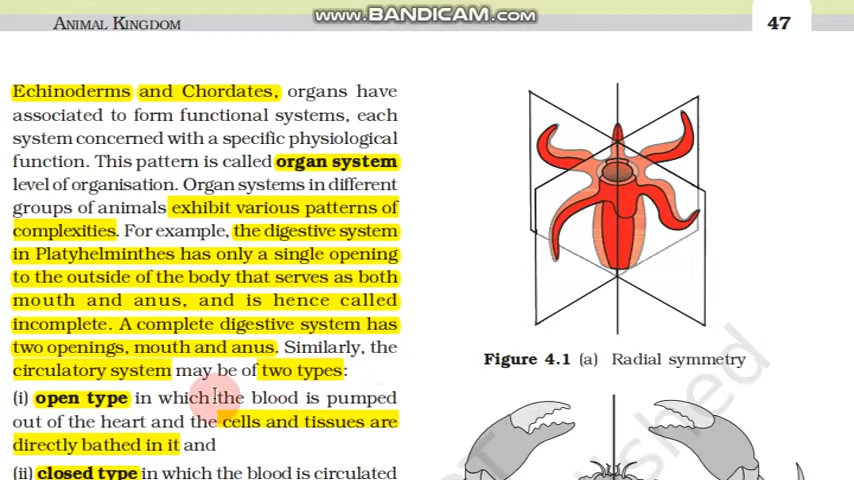 www.BANDICAM.com
ANIMAL KINGDOM
47
Echinoderms and Chordates, organs have
associated to form functional systems, each
system concerned with a specific physiological
function. This pattern is called organ system
level of organisation. Organ systems in different
groups of animals exhibit various patterns of
complexities. For example, the digestive system
in Platyhelminthes has only a single opening
to the outside of the body that serves as both
mouth and anus, and is hence called
incomplete. A complete digestive system has
two openings, mouth and anus. Similarly, the
circulatory system may be of two types:
(i) open type in which the blood is pumped
out of the heart and the cells and tissues are
directly bathed in it and
(ii) closed type in which the blood is circulated
Figure 4.1 (a) Radial symmetry